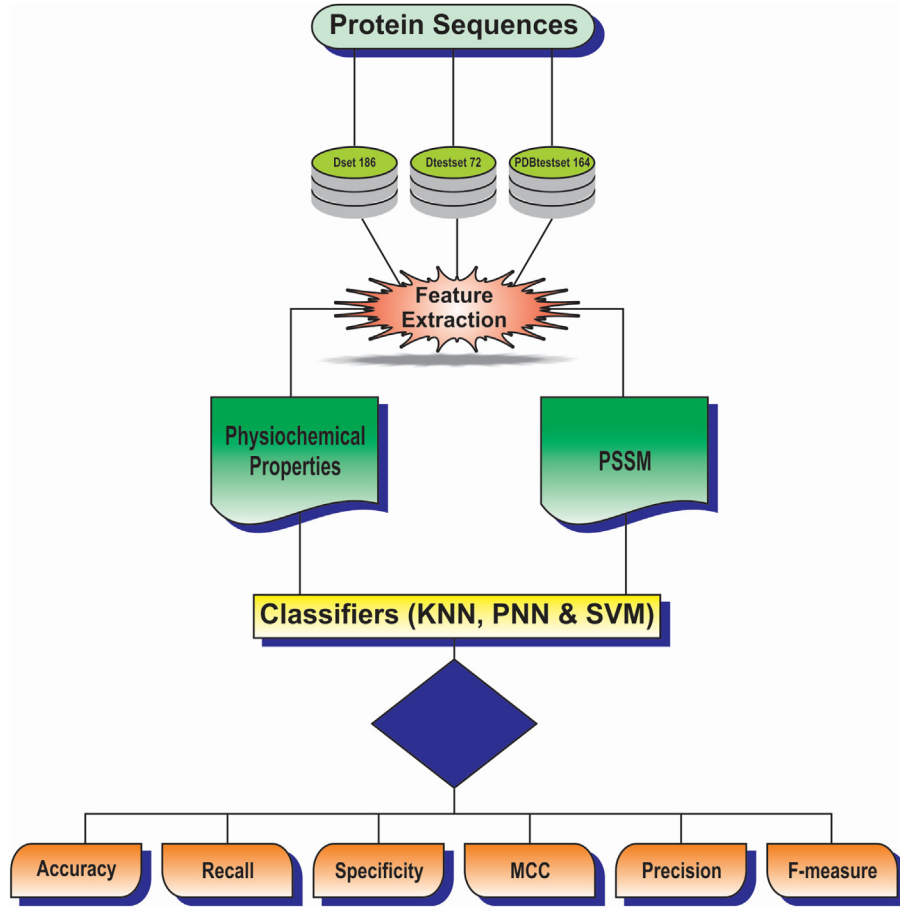 Protein Sequences
Dset 186
Dtestset 72
PDBtestset 164
Feature
Extraction
Physiochemical
Properties
PSSM
Classifiers (KNN, PNN & SVM)
Accuracy
Recall
Specificity
MCC
Precision
F-measure